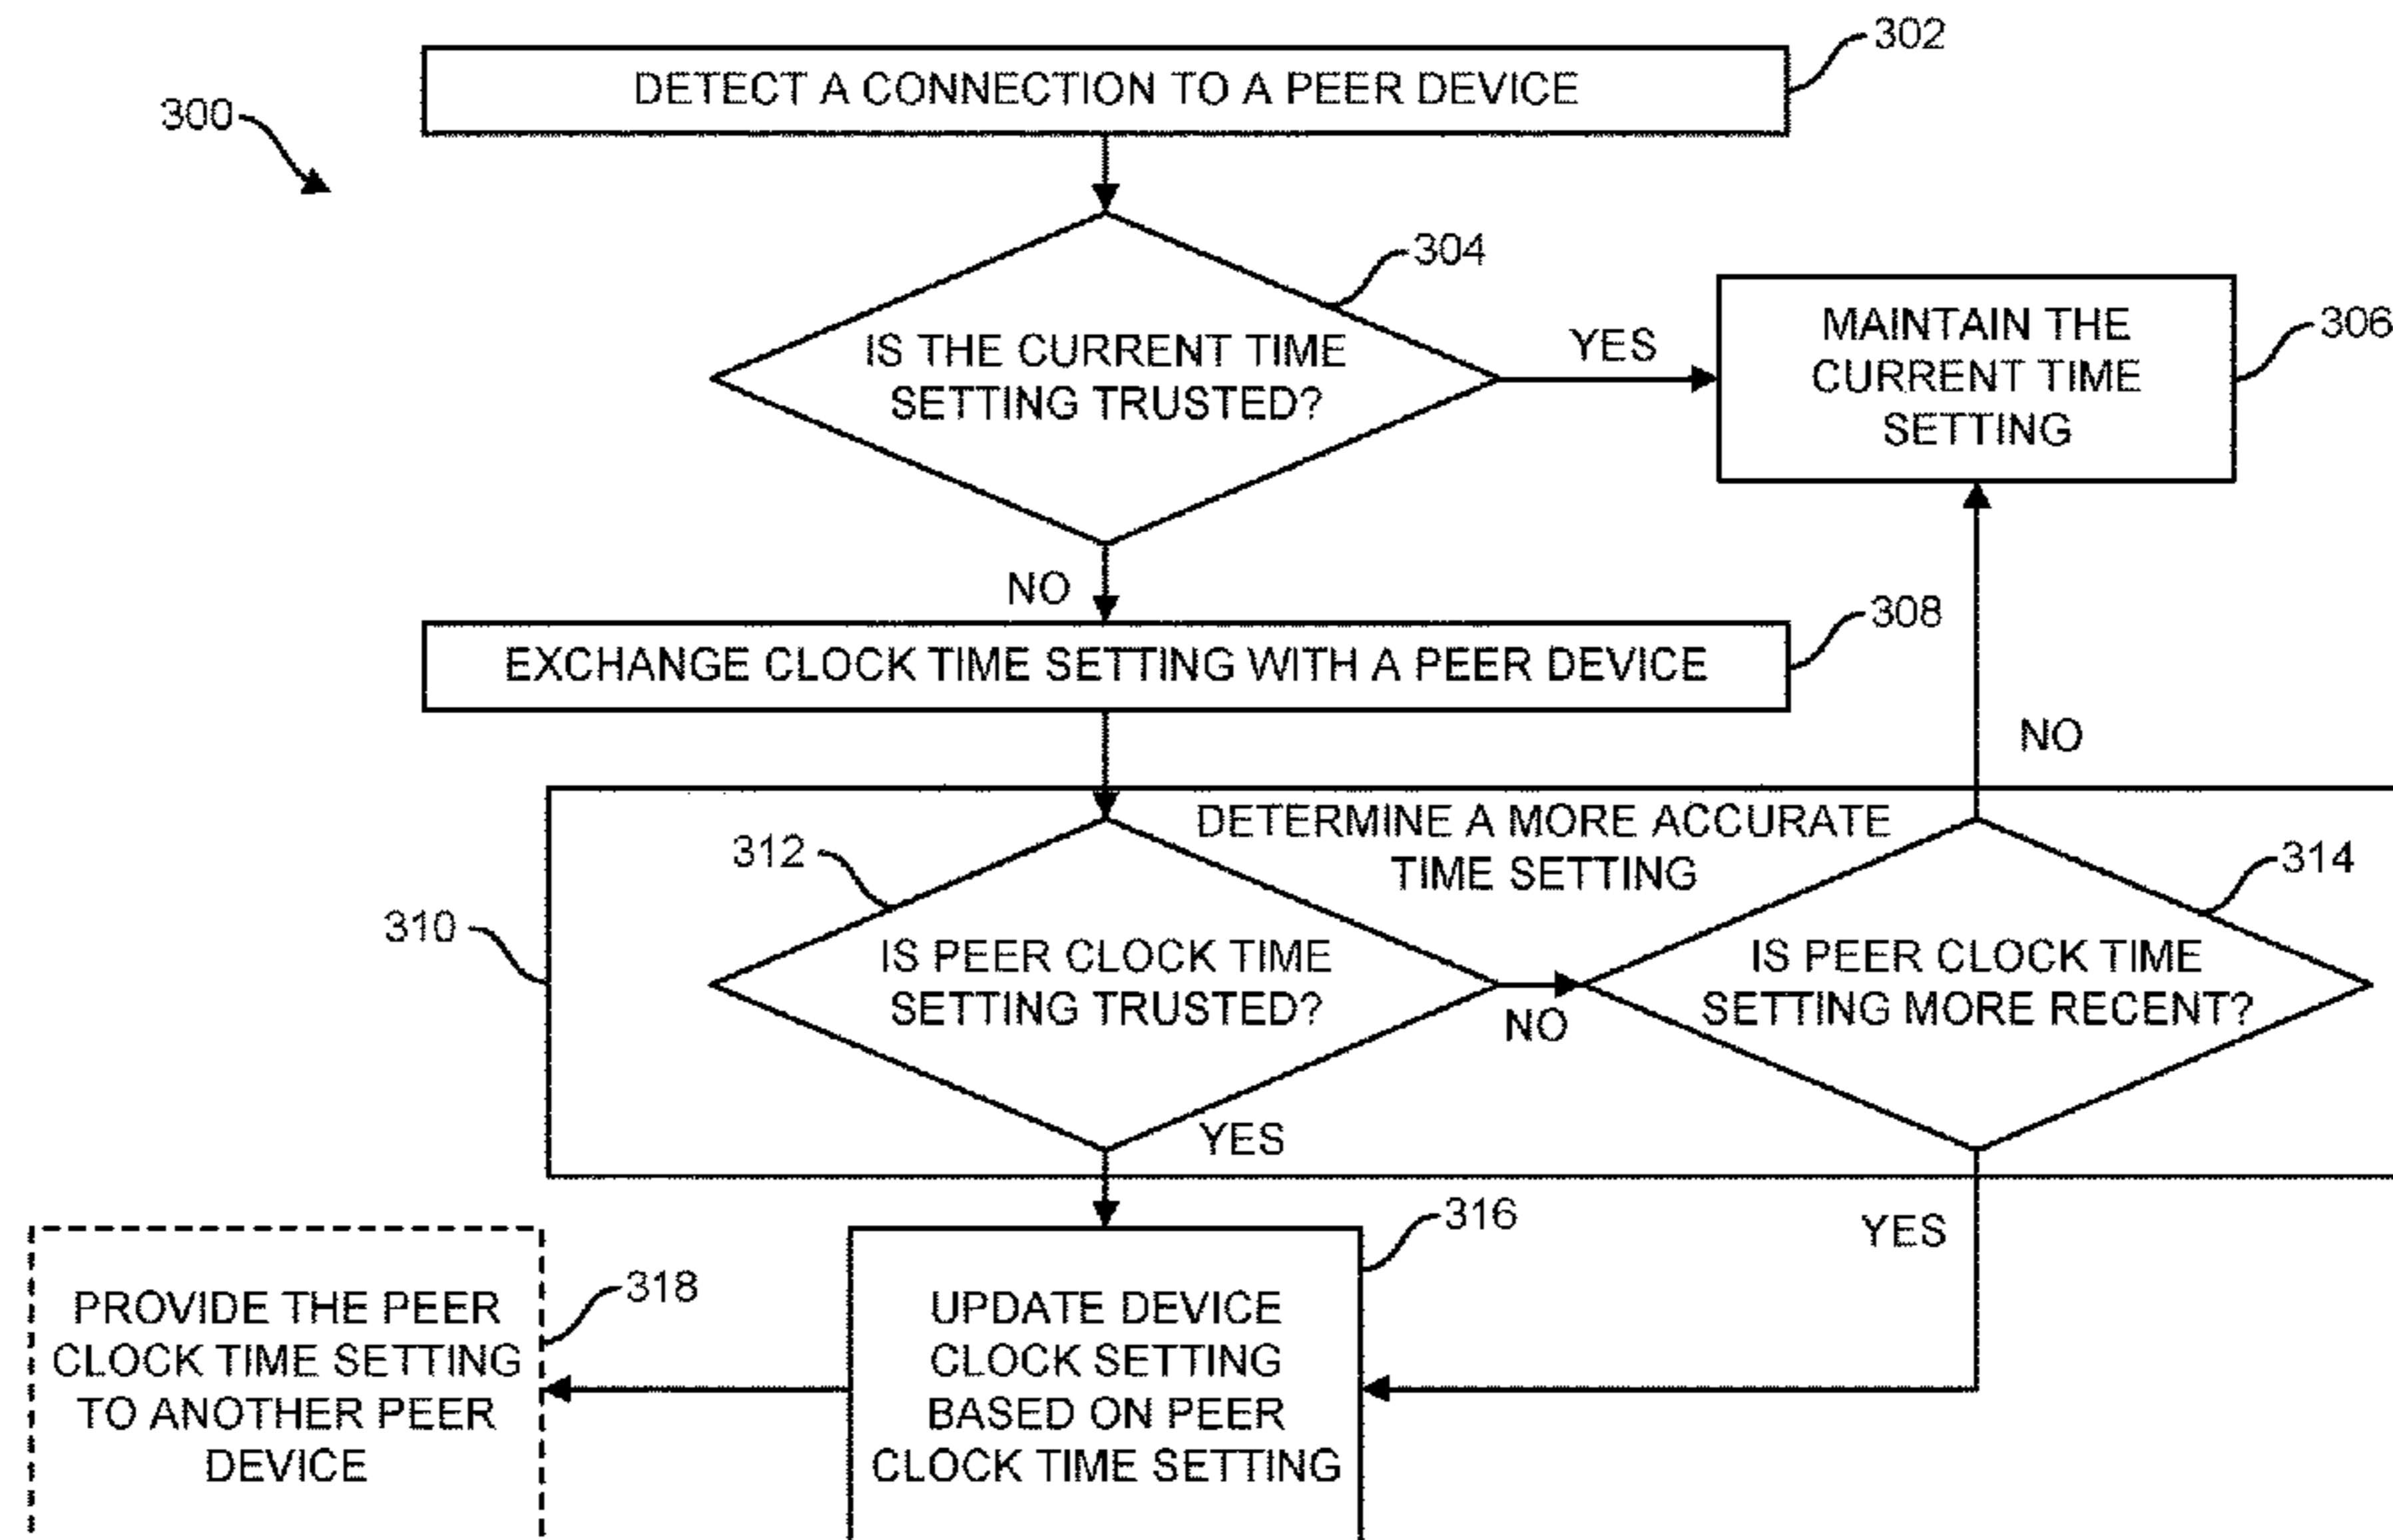 302
DETECT A CONNECTION TO A PEER DEVICE
300
304
IS THE CURRENT TIME
SETTING TRUSTED?
YES
MAINTAIN THE
CURRENT TIME
SETTING
306
NO
308
EXCHANGE CLOCK TIME SETTING WITH A PEER DEVICE
NO
DETERMINE A MORE ACCURATE
TIME SETTING
312
314
310
IS PEER CLOCK TIME
SETTING TRUSTED?
NO
IS PEER CLOCK TIME
SETTING MORE RECENT?
YES
YES
316
318
PROVIDE THE PEER
CLOCK TIME SETTING
TO ANOTHER PEER
DEVICE
UPDATE DEVICE
CLOCK SETTING
BASED ON PEER
CLOCK TIME SETTING